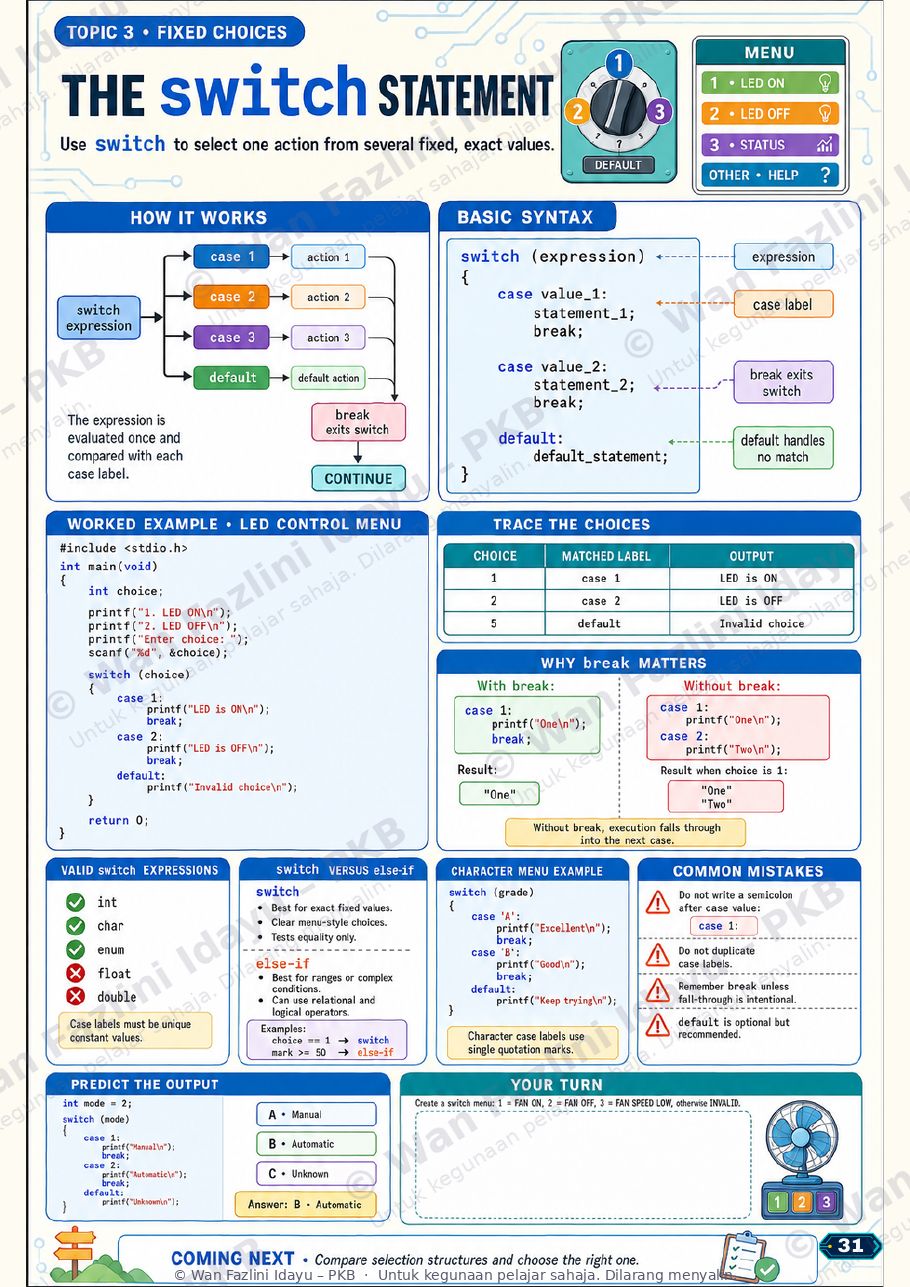 TOPIC 3 • FIXED CHOICES
THE switch STATEMENT
Use switch to select one action from several fixed, exact values.
1
2
3
?
DEFAULT
MENU
1 • LED ON
2 • LED OFF
3 • STATUS
OTHER • HELP ?
HOW IT WORKS
switch
expression
case 1
action 1
case 2
action 2
case 3
action 3
default
default action
break
exits switch
CONTINUE
The expression is
evaluated once and
compared with each
case label.
BASIC SYNTAX
switch (expression)
{
case value_1:
statement_1;
break;
case value_2:
statement_2;
break;
default:
default_statement;
}
expression
case label
break exits
switch
default handles
no match
WORKED EXAMPLE • LED CONTROL MENU
#include <stdio.h>
int main(void)
{
int choice;
printf("1. LED ON\n");
printf("2. LED OFF\n");
printf("Enter choice: ");
scanf("%d", &choice);
switch (choice)
{
case 1:
printf("LED is ON\n");
break;
case 2:
printf("LED is OFF\n");
break;
default:
printf("Invalid choice\n");
}
return 0;
}
TRACE THE CHOICES
CHOICE MATCHED LABEL OUTPUT
1 case 1 LED is ON
2 case 2 LED is OFF
5 default Invalid choice
WHY break MATTERS
With break:
case 1:
printf("One\n");
break;
Result:
"One"
Without break:
case 1:
printf("One\n");
case 2:
printf("Two\n");
Result when choice is 1:
"One"
"Two"
Without break, execution falls through
into the next case.
VALID switch EXPRESSIONS
int
char
enum
float
double
Case labels must be unique
constant values.
switch VERSUS else-if
switch
• Best for exact fixed values.
• Clear menu-style choices.
• Tests equality only.
else-if
• Best for ranges or complex
conditions.
• Can use relational and
logical operators.
Examples:
choice == 1 → switch
mark >= 50 → else-if
CHARACTER MENU EXAMPLE
switch (grade)
{
case 'A':
printf("Excellent\n");
break;
case 'B':
printf("Good\n");
break;
default:
printf("Keep trying\n");
}
Character case labels use
single quotation marks.
COMMON MISTAKES
Do not write a semicolon
after case value:
case 1:
Do not duplicate
case labels.
Remember break unless
fall-through is intentional.
default is optional but
recommended.
PREDICT THE OUTPUT
int mode = 2;
switch (mode)
{
case 1:
printf("Manual\n");
break;
case 2:
printf("Automatic\n");
break;
default:
printf("Unknown\n");
}
A • Manual
B • Automatic
C • Unknown
Answer: B • Automatic
YOUR TURN
Create a switch menu: 1 = FAN ON, 2 = FAN OFF, 3 = FAN SPEED LOW, otherwise INVALID.
1 2 3
COMING NEXT • Compare selection structures and choose the right one.
31
© Wan Fazlini Idayu – PKB · Untuk kegunaan pelajar sahaja. Dilarang menyalin.